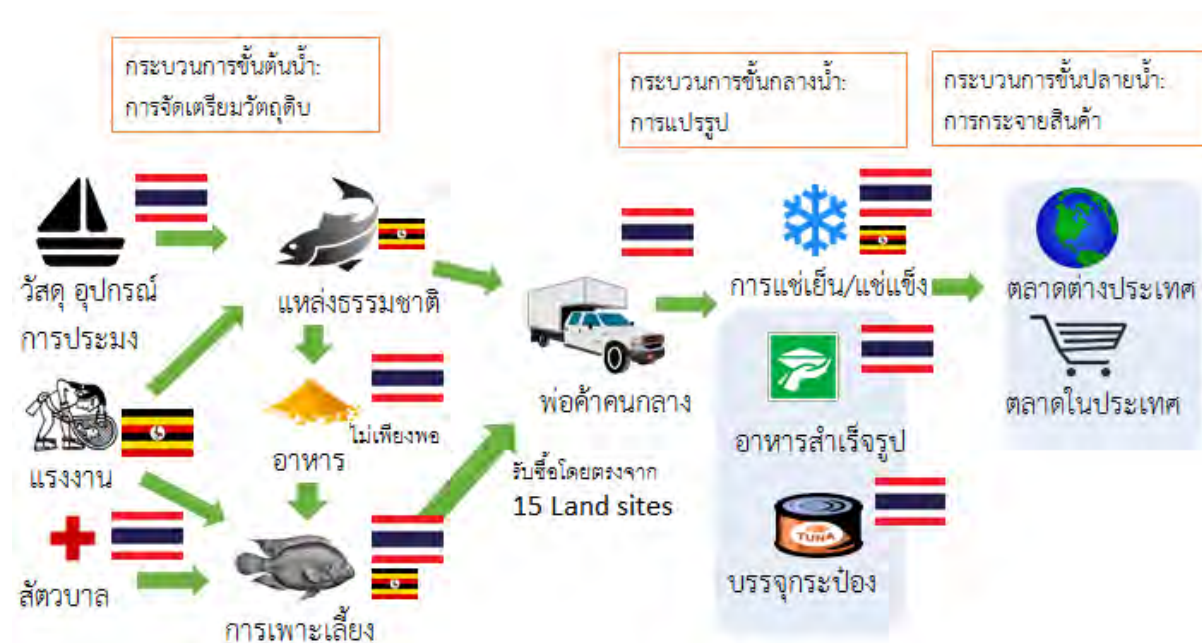 กระบวนการขั้นต้นน้ำ:
การจัดเตรียมวัตถุดิบ
กระบวนการขั้นกลางน้ำ:
การแปรรูป
กระบวนการขั้นปลายน้ำ:
การกระจายสินค้า
วัสดุ อุปกรณ์
การประมง
แหล่งธรรมชาติ
แรงงาน
ไม่เพียงพอ
อาหาร
สัตวบาล
การเพาะเลี้ยง
พ่อค้าคนกลาง
รับซื้อโดยตรงจาก
15 Land sites
การแช่เย็น/แช่แข็ง
อาหารสำเร็จรูป
TUNA
บรรจุกระป๋อง
ตลาดต่างประเทศ
ตลาดในประเทศ